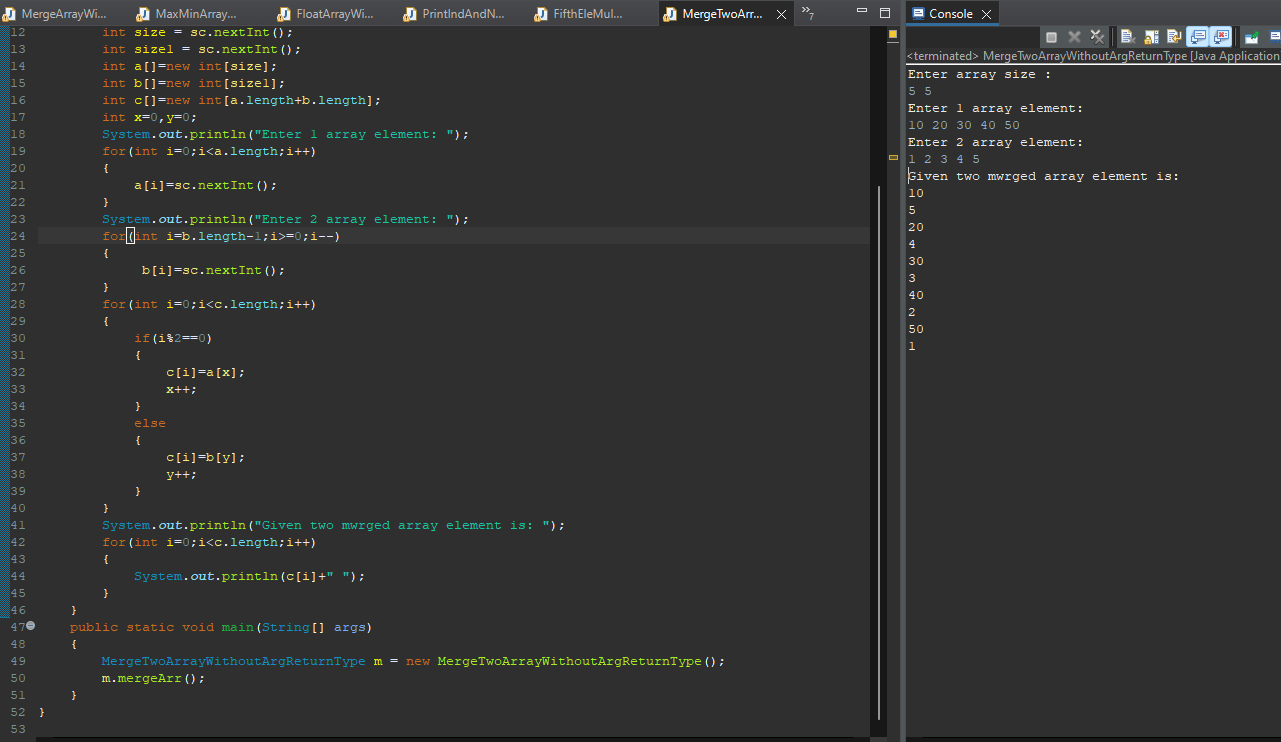 MergeArrayWi...
MaxMinArray...
FloatArrayWi...
PrintIndAndN...
FifthEleMul...
MergeTwoArr...
7
12 int size = sc.nextInt();
13 int size1 = sc.nextInt();
14 int a[]=new int[size];
15 int b[]=new int[size1];
16 int c[]=new int[a.length+b.length];
17 int x=0,y=0;
18 System.out.println("Enter 1 array element: ");
19 for(int i=0;i<a.length;i++)
20 {
21 a[i]=sc.nextInt();
22 }
23 System.out.println("Enter 2 array element: ");
24 for(int i=b.length-1;i>=0;i--)
25 {
26 b[i]=sc.nextInt();
27 }
28 for(int i=0;i<c.length;i++)
29 {
30 if(i%2==0)
31 {
32 c[i]=a[x];
33 x++;
34 }
35 else
36 {
37 c[i]=b[y];
38 y++;
39 }
40 }
41 System.out.println("Given two mwrged array element is: ");
42 for(int i=0;i<c.length;i++)
43 {
44 System.out.println(c[i]+" ");
45 }
46 }
47 public static void main(String[] args)
48 {
49 MergeTwoArrayWithoutArgReturnType m = new MergeTwoArrayWithoutArgReturnType();
50 m.mergeArr();
51 }
52 }
53
Console
<terminated> MergeTwoArrayWithoutArgReturnType [Java Application
Enter array size :
5 5
Enter 1 array element:
10 20 30 40 50
Enter 2 array element:
1 2 3 4 5
Given two mwrged array element is:
10
5
20
4
30
3
40
2
50
1